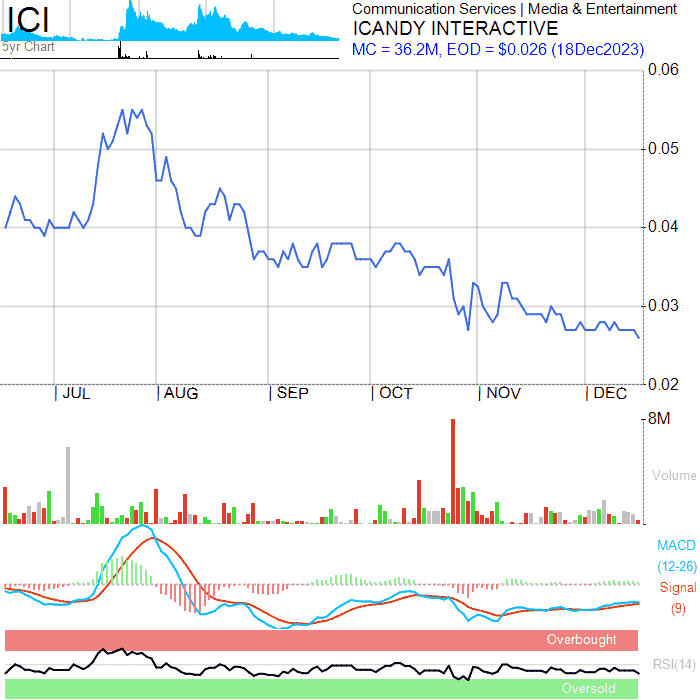 ICI
5yr Chart
Communication Services | Media & Entertainment
ICANDY INTERACTIVE
MC = 36.2M, EOD = $0.026 (18Dec2023)
0.06
0.05
0.04
0.03
0.02
| JUL | AUG | SEP | OCT | NOV | DEC
8M
Volume
MACD
(12-26)
Signal
(9)
Overbought
RSI(14)
Oversold